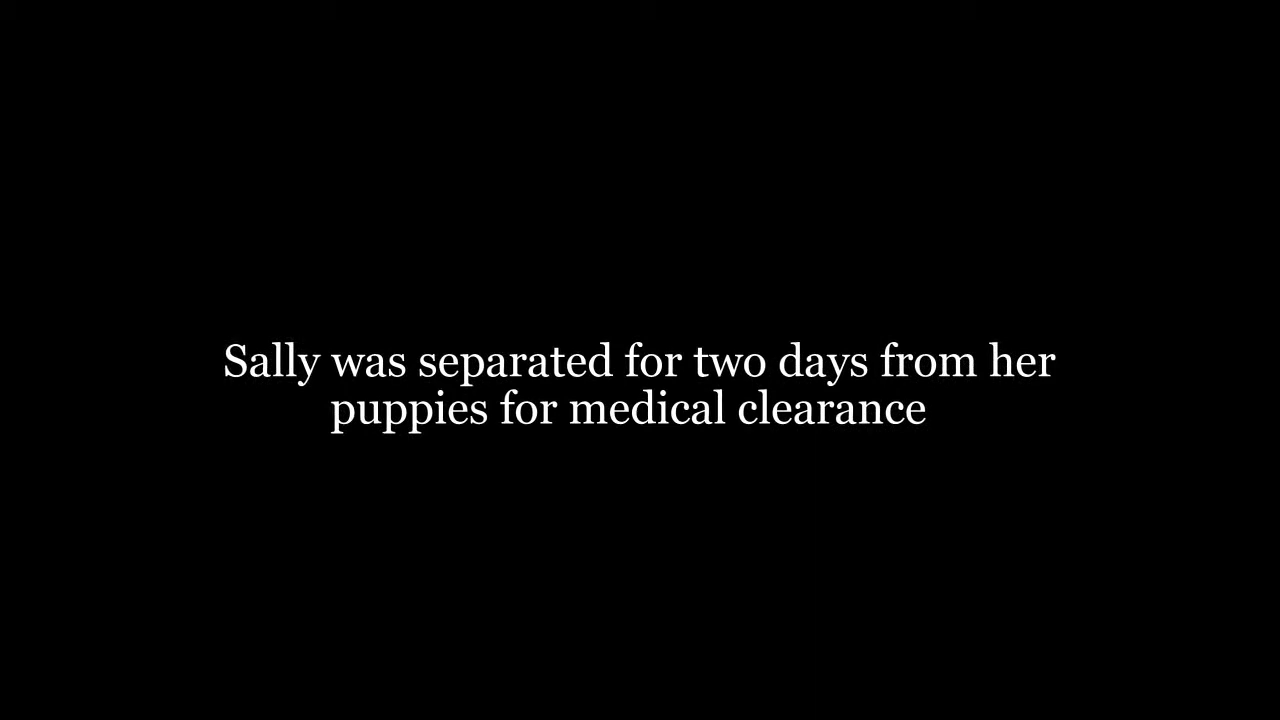 Sally was separated for two days from her
puppies for medical clearance